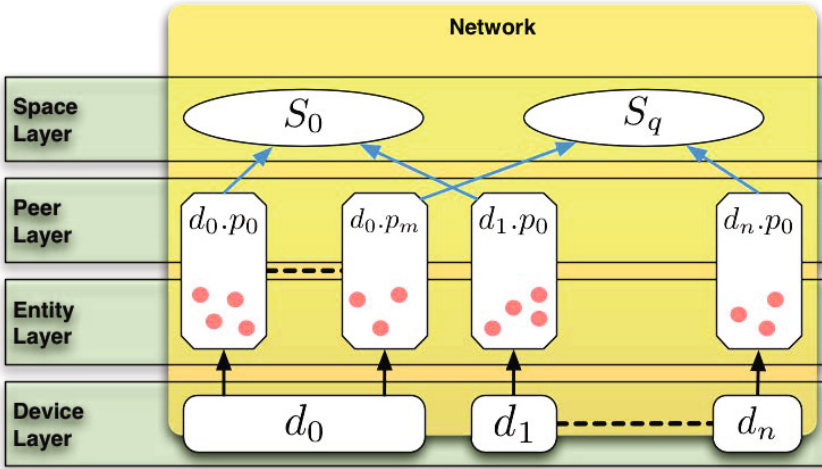 Network
Space
Layer
S₀
S_q
Peer
Layer
d₀.p₀
d₀.pₘ
d₁.p₀
dₙ.p₀
Entity
Layer
Device
Layer
d₀
d₁
dₙ